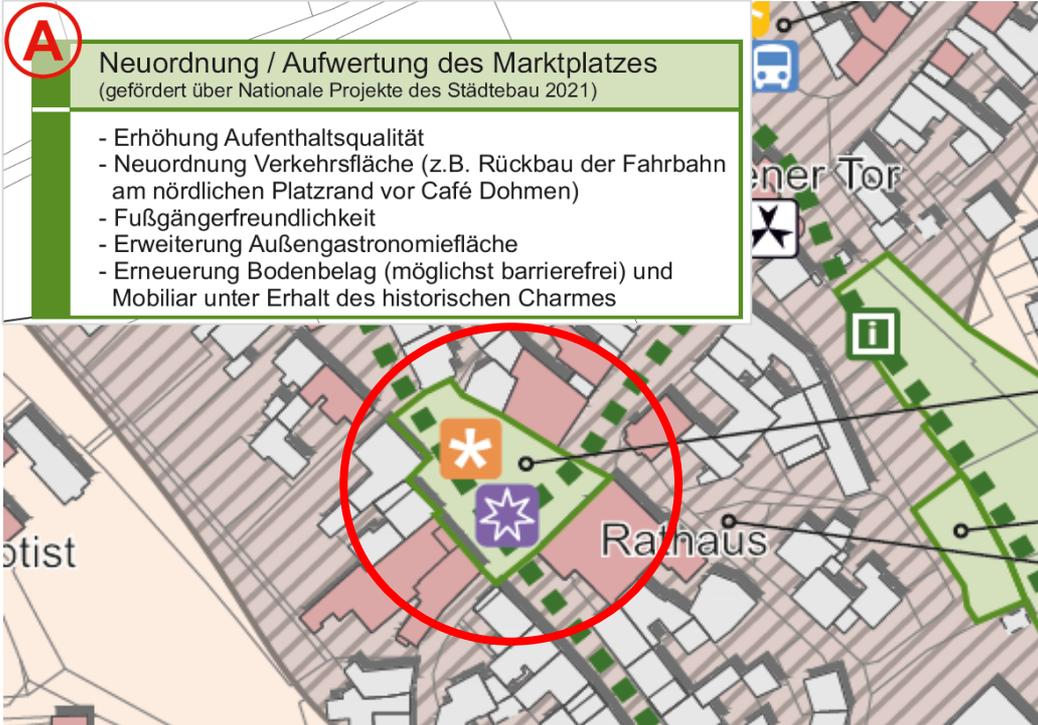 A
Neuordnung / Aufwertung des Marktplatzes
(gefördert über Nationale Projekte des Städtebau 2021)
- Erhöhung Aufenthaltsqualität
- Neuordnung Verkehrsfläche (z.B. Rückbau der Fahrbahn
am nördlichen Platzrand vor Café Dohmen)
- Fußgängerfreundlichkeit
- Erweiterung Außengastronomiefläche
- Erneuerung Bodenbelag (möglichst barrierefrei) und
Mobiliar unter Erhalt des historischen Charmes
ener Tor
i
Rathaus
otist